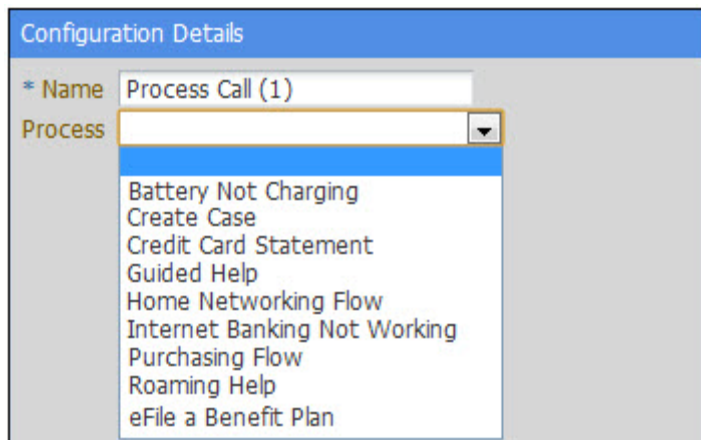 Configuration Details
* Name Process Call (1)
Process
Battery Not Charging
Create Case
Credit Card Statement
Guided Help
Home Networking Flow
Internet Banking Not Working
Purchasing Flow
Roaming Help
eFile a Benefit Plan